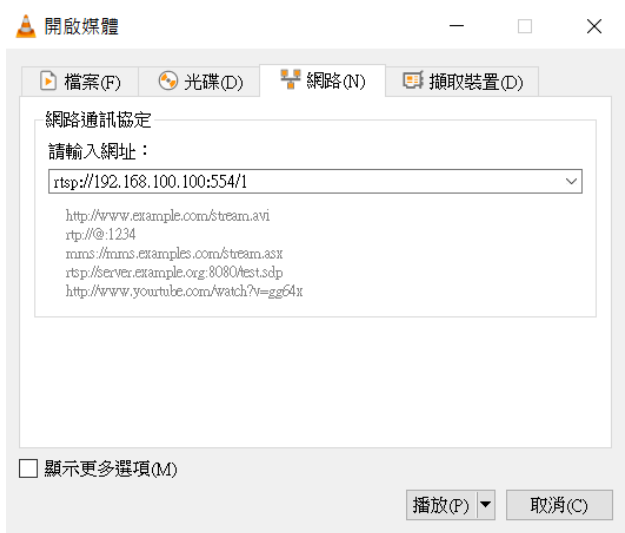 開啟媒體
檔案(F) 光碟(D) 網路(N) 擷取裝置(D)
網路通訊協定
請輸入網址：
rtsp://192.168.100.100:554/1
http://www.example.com/stream.avi
rtp://@:1234
mms://mms.examples.com/stream.asx
rtsp://server.example.org:8080/test.sdp
http://www.yourtube.com/watch?v=gg64x
顯示更多選項(M)
播放(P) 取消(C)